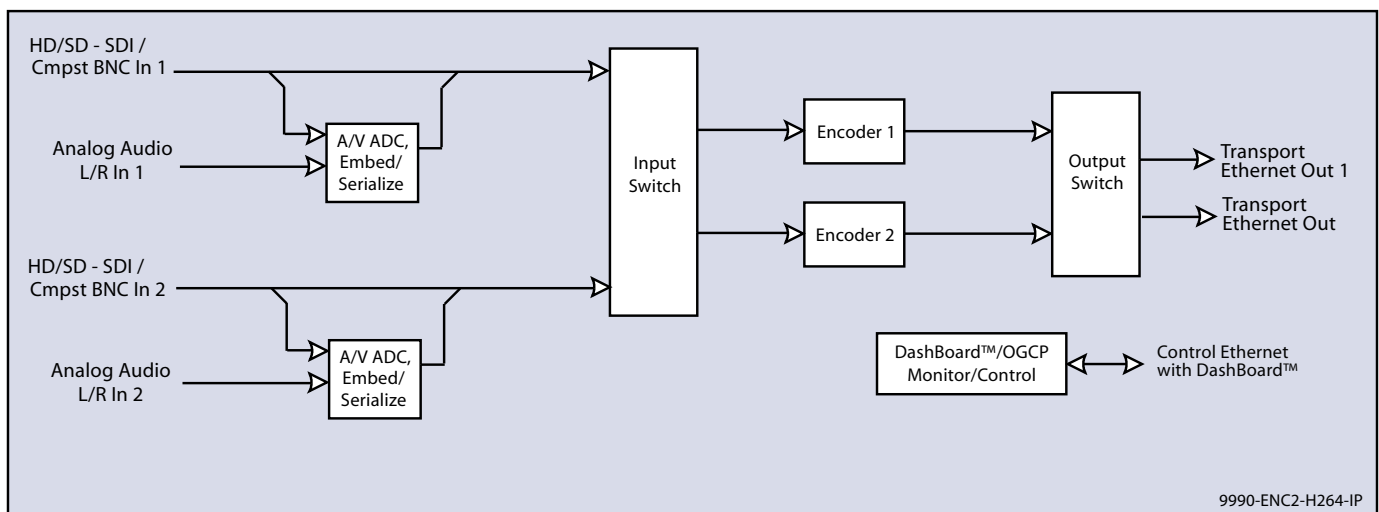 HD/SD - SDI /
Cmpst BNC In 1
Analog Audio
L/R In 1
A/V ADC,
Embed/
Serialize
HD/SD - SDI /
Cmpst BNC In 2
Analog Audio
L/R In 2
A/V ADC,
Embed/
Serialize
Input
Switch
Encoder 1
Encoder 2
Output
Switch
Transport
Ethernet Out 1
Transport
Ethernet Out
DashBoard™/OGCP
Monitor/Control
Control Ethernet
with DashBoard™
9990-ENC2-H264-IP